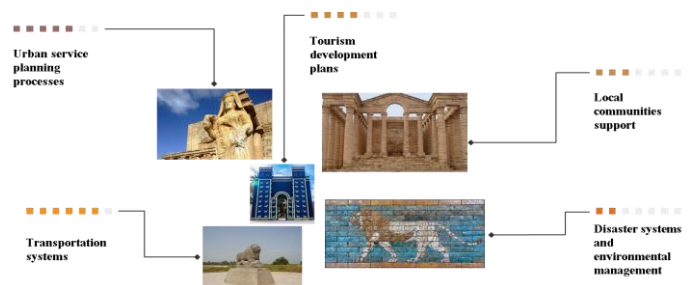 Urban service
planning
processes
Tourism
development
plans
Local
communities
support
Transportation
systems
Disaster systems
and
environmental
management